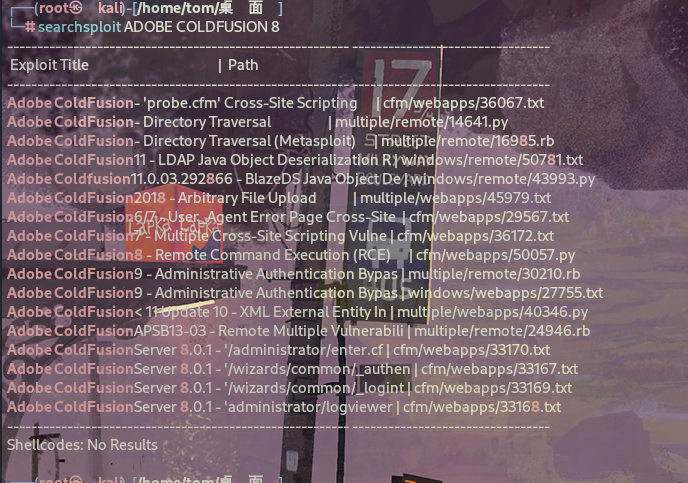 ┌──(root㉿ kali)-[/home/tom/桌 面 ]
└─# searchsploit ADOBE COLDFUSION 8
---------------------------------------------- ---------------------------------
Exploit Title | Path
---------------------------------------------- ---------------------------------
Adobe ColdFusion - 'probe.cfm' Cross-Site Scripting | cfm/webapps/36067.txt
Adobe ColdFusion - Directory Traversal | multiple/remote/14641.py
Adobe ColdFusion - Directory Traversal (Metasploit) | multiple/remote/16985.rb
Adobe ColdFusion 11 - LDAP Java Object Deserialization R | windows/remote/50781.txt
Adobe Coldfusion 11.0.03.292866 - BlazeDS Java Object De | windows/remote/43993.py
Adobe ColdFusion 2018 - Arbitrary File Upload | multiple/remote/45979.txt
Adobe ColdFusion 6/7 - User_Agent Error Page Cross-Site | cfm/webapps/29567.txt
Adobe ColdFusion 7 - Multiple Cross-Site Scripting Vulne | cfm/webapps/36172.txt
Adobe ColdFusion 8 - Remote Command Execution (RCE) | cfm/webapps/50057.py
Adobe ColdFusion 9 - Administrative Authentication Bypas | multiple/remote/30210.rb
Adobe ColdFusion 9 - Administrative Authentication Bypas | windows/webapps/27755.txt
Adobe ColdFusion < 11 Update 10 - XML External Entity In | multiple/webapps/40346.py
Adobe ColdFusion APSB13-03 - Remote Multiple Vulnerabili | multiple/remote/24946.rb
Adobe ColdFusion Server 8.0.1 - '/administrator/enter.cf | cfm/webapps/33170.txt
Adobe ColdFusion Server 8.0.1 - '/wizards/common/_authen | cfm/webapps/33167.txt
Adobe ColdFusion Server 8.0.1 - '/wizards/common/_logint | cfm/webapps/33169.txt
Adobe ColdFusion Server 8.0.1 - 'administrator/logviewer | cfm/webapps/33168.txt
---------------------------------------------- ---------------------------------
Shellcodes: No Results
┌──(root㉿ kali)-[/home/tom/桌 面 ]
17
BUS